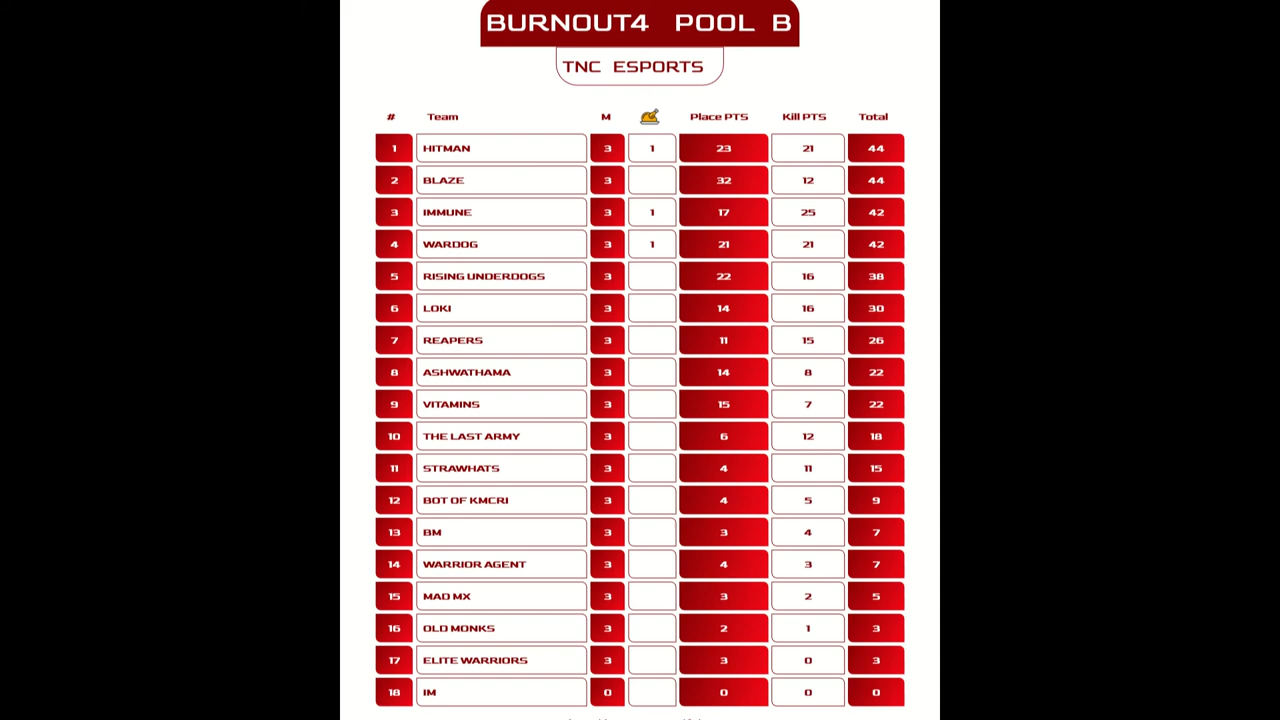 BURNOUT4 POOL B
TNC ESPORTS
# Team M Place PTS Kill PTS Total
1 HITMAN 3 1 23 21 44
2 BLAZE 3 32 12 44
3 IMMUNE 3 1 17 25 42
4 WARDOG 3 1 21 21 42
5 RISING UNDERDOGS 3 22 16 38
6 LOKI 3 14 16 30
7 REAPERS 3 11 15 26
8 ASHWATHAMA 3 14 8 22
9 VITAMINS 3 15 7 22
10 THE LAST ARMY 3 6 12 18
11 STRAWHATS 3 4 11 15
12 BOT OF KMCRI 3 4 5 9
13 BM 3 3 4 7
14 WARRIOR AGENT 3 4 3 7
15 MAD MX 3 3 2 5
16 OLD MONKS 3 2 1 3
17 ELITE WARRIORS 3 3 0 3
18 IM 0 0 0 0